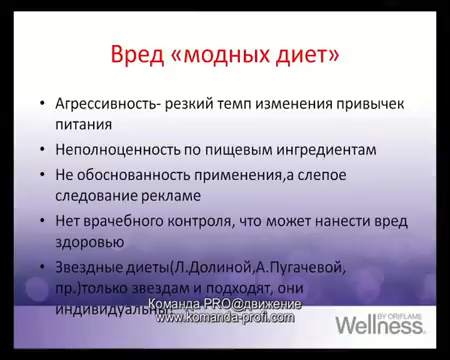 Вред «модных диет»
• Агрессивность- резкий темп изменения привычек
питания
• Неполноценность по пищевым ингредиентам
• Не обоснованность применения,а слепое
следование рекламе
• Нет врачебного контроля, что может нанести вред
здоровью
• Звездные диеты(Л.Долиной,А.Пугачевой,
пр.)только звездам и подходят, они
индивидуальны!
Команда PRO@движение
www.komanda-profi.com
BY ORIFLAME
Wellness.